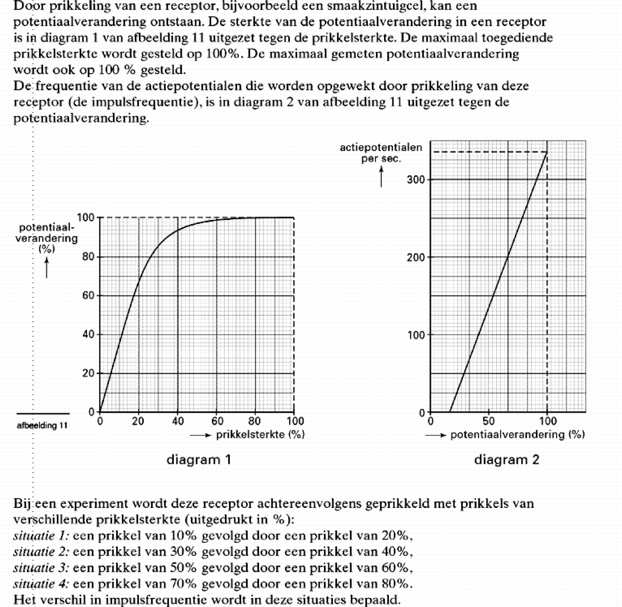 Door prikkeling van een receptor, bijvoorbeeld een smaakzintuigcel, kan een
potentiaalverandering ontstaan. De sterkte van de potentiaalverandering in een receptor
is in diagram 1 van afbeelding 11 uitgezet tegen de prikkelsterkte. De maximaal toegediende
prikkelsterkte wordt gesteld op 100%. De maximaal gemeten potentiaalverandering
wordt ook op 100 % gesteld.
De frequentie van de actiepotentialen die worden opgewekt door prikkeling van deze
receptor (de impulsfrequentie), is in diagram 2 van afbeelding 11 uitgezet tegen de
potentiaalverandering.
potentiaal-
verandering
(%)
100
80
60
40
20
0
0 20 40 60 80 100
prikkelsterkte (%)
diagram 1
afbeelding 11
actiepotentialen
per sec.
300
200
100
0
0 50 100
potentiaalverandering (%)
diagram 2
Bij een experiment wordt deze receptor achtereenvolgens geprikkeld met prikkels van
verschillende prikkelsterkte (uitgedrukt in %):
situatie 1: een prikkel van 10% gevolgd door een prikkel van 20%,
situatie 2: een prikkel van 30% gevolgd door een prikkel van 40%,
situatie 3: een prikkel van 50% gevolgd door een prikkel van 60%,
situatie 4: een prikkel van 70% gevolgd door een prikkel van 80%.
Het verschil in impulsfrequentie wordt in deze situaties bepaald.